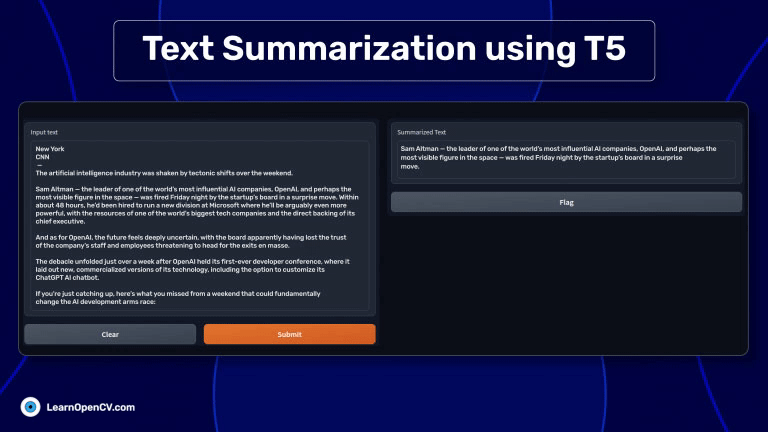 Text Summarization using T5
Input text
New York
CNN
—
The artificial intelligence industry was shaken by tectonic shifts over the weekend.
Sam Altman — the leader of one of the world's most influential AI companies, OpenAI, and perhaps the
most visible figure in the space — was fired Friday night by the startup's board in a surprise move. Within
about 48 hours, he'd been hired to run a new division at Microsoft where he'll be arguably even more
powerful, with the resources of one of the world's biggest tech companies and the direct backing of its
chief executive.
And as for OpenAI, the future feels deeply uncertain, with the board apparently having lost the trust
of the company's staff and employees threatening to head for the exits en masse.
The debacle unfolded just over a week after OpenAI held its first-ever developer conference, where it
laid out new, commercialized versions of its technology, including the option to customize its
ChatGPT AI chatbot.
If you're just catching up, here's what you missed from a weekend that could fundamentally
change the AI development arms race:
Clear
Submit
Summarized Text
Sam Altman — the leader of one of the world's most influential AI companies, OpenAI, and perhaps the
most visible figure in the space — was fired Friday night by the startup's board in a surprise
move.
Flag
LearnOpenCV.com